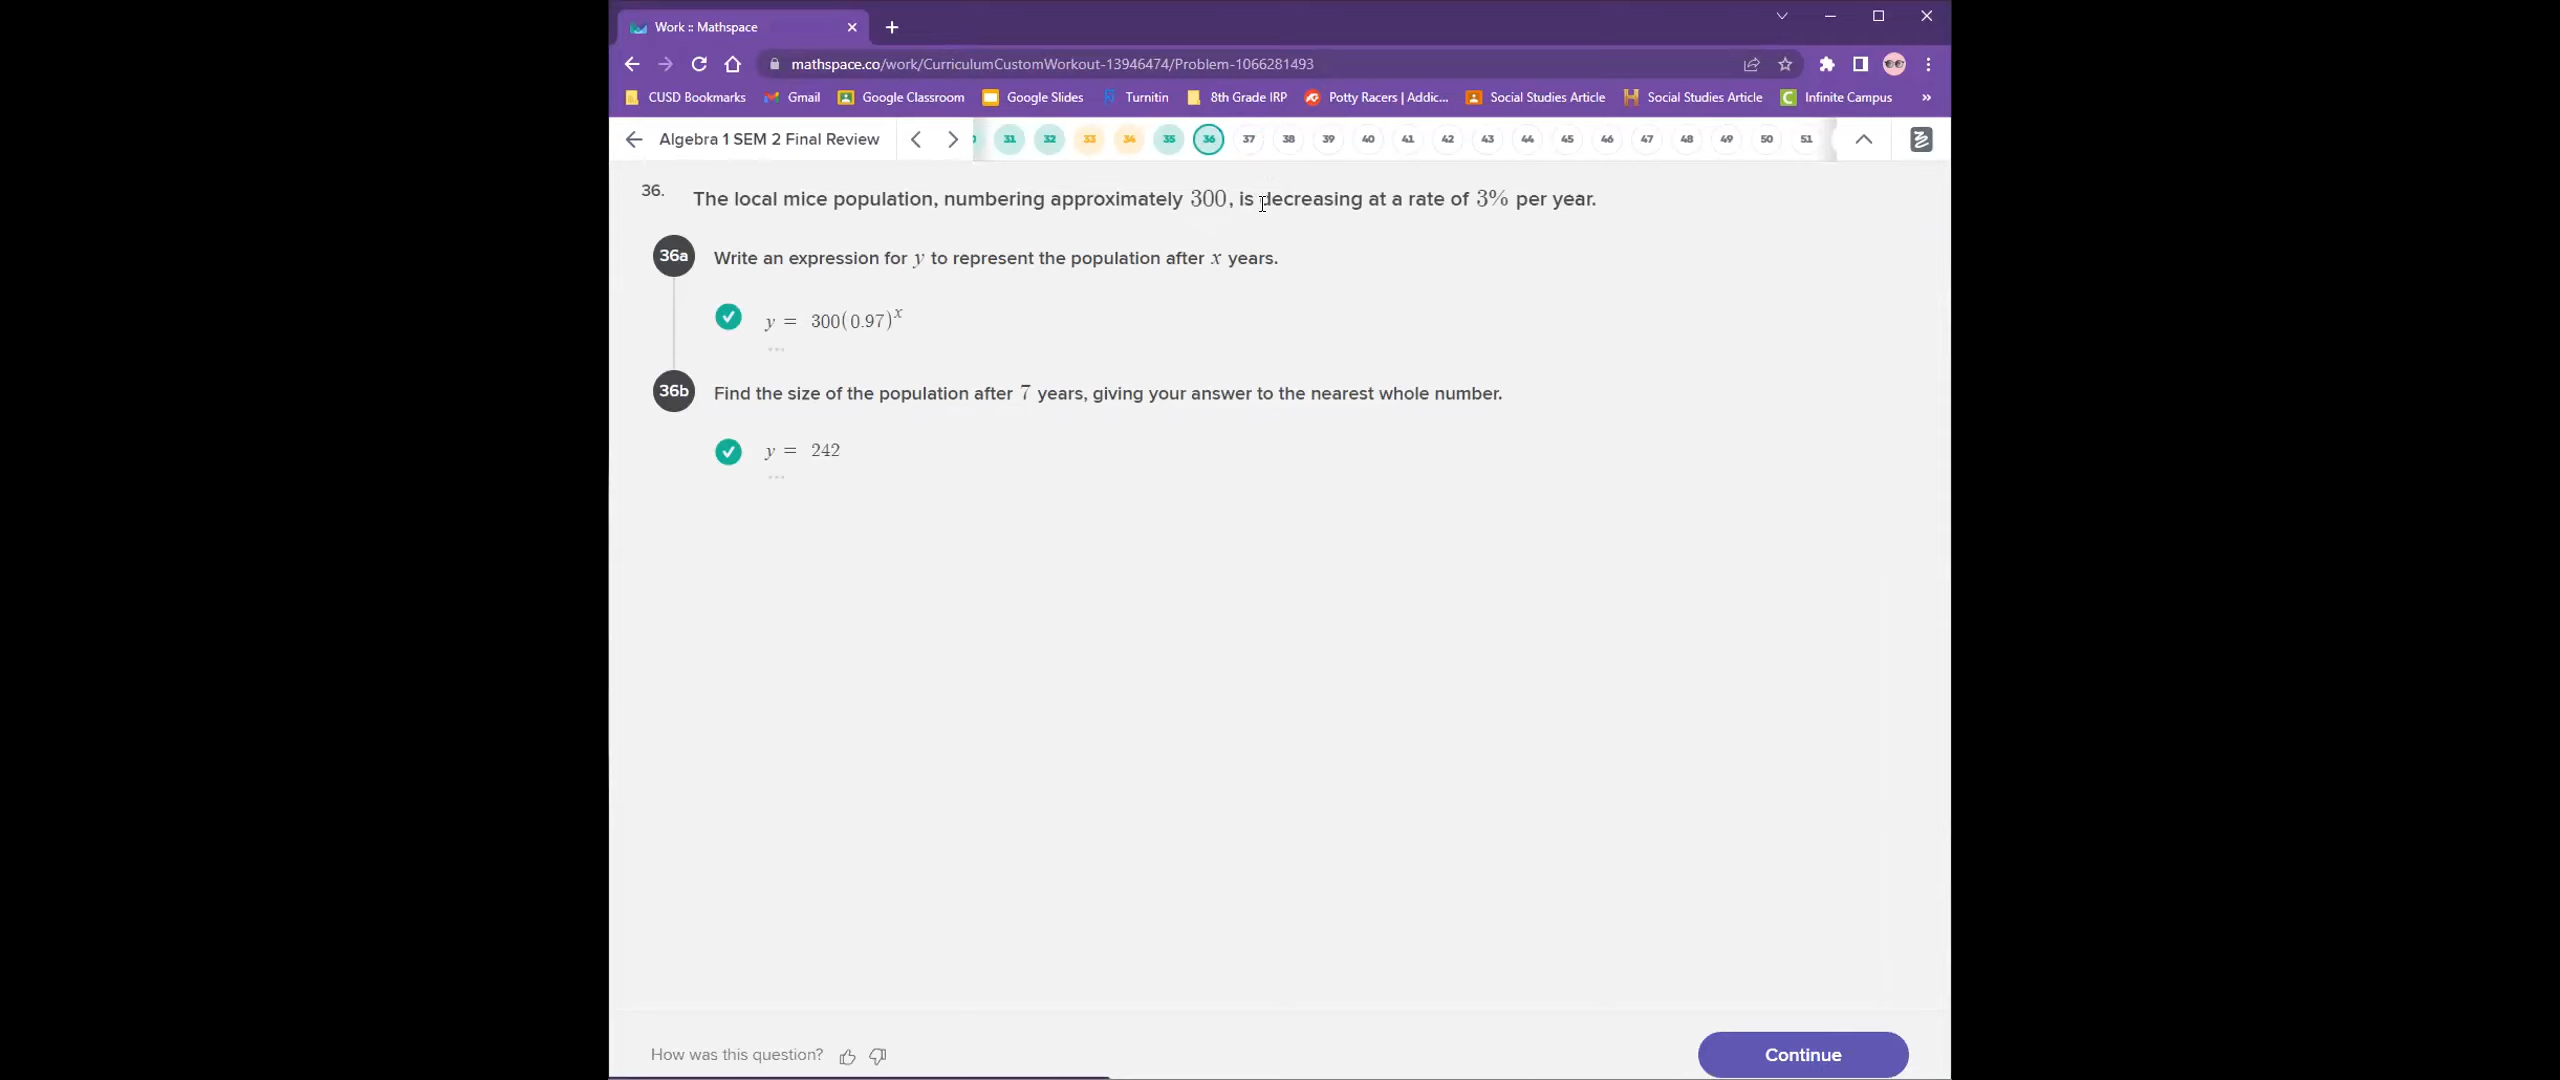 Work :: Mathspace
mathspace.co/work/CurriculumCustomWorkout-13946474/Problem-1066281493
CUSD Bookmarks Gmail Google Classroom Google Slides Turnitin 8th Grade IRP Potty Racers | Addic... Social Studies Article Social Studies Article Infinite Campus »
Algebra 1 SEM 2 Final Review 31 32 33 34 35 36 37 38 39 40 41 42 43 44 45 46 47 48 49 50 51
36. The local mice population, numbering approximately 300, is decreasing at a rate of 3% per year.
36a Write an expression for y to represent the population after x years.
y = 300(0.97)^x
...
36b Find the size of the population after 7 years, giving your answer to the nearest whole number.
y = 242
...
How was this question? Continue